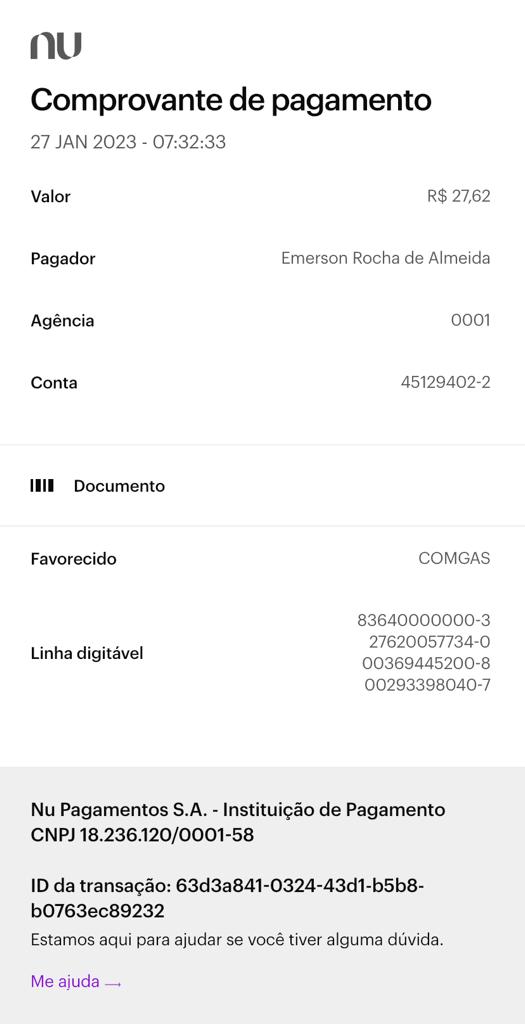 nu
Comprovante de pagamento
27 JAN 2023 - 07:32:33
Valor R$ 27,62
Pagador Emerson Rocha de Almeida
Agência 0001
Conta 45129402-2
Documento
Favorecido COMGAS
Linha digitável
83640000000-3
27620057734-0
00369445200-8
00293398040-7
Nu Pagamentos S.A. - Instituição de Pagamento
CNPJ 18.236.120/0001-58
ID da transação: 63d3a841-0324-43d1-b5b8-
b0763ec89232
Estamos aqui para ajudar se você tiver alguma dúvida.
Me ajuda →